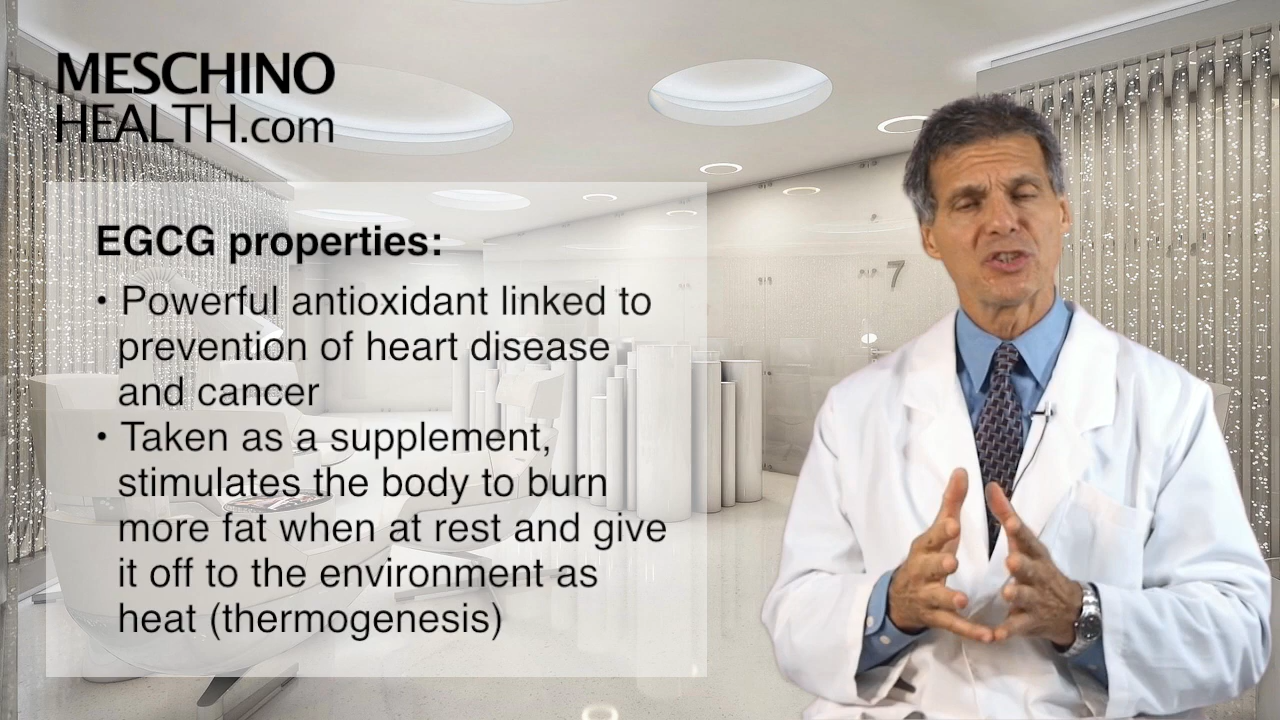 MESCHINO
HEALTH.com
EGCG properties:
• Powerful antioxidant linked to
prevention of heart disease
and cancer
• Taken as a supplement,
stimulates the body to burn
more fat when at rest and give
it off to the environment as
heat (thermogenesis)
7